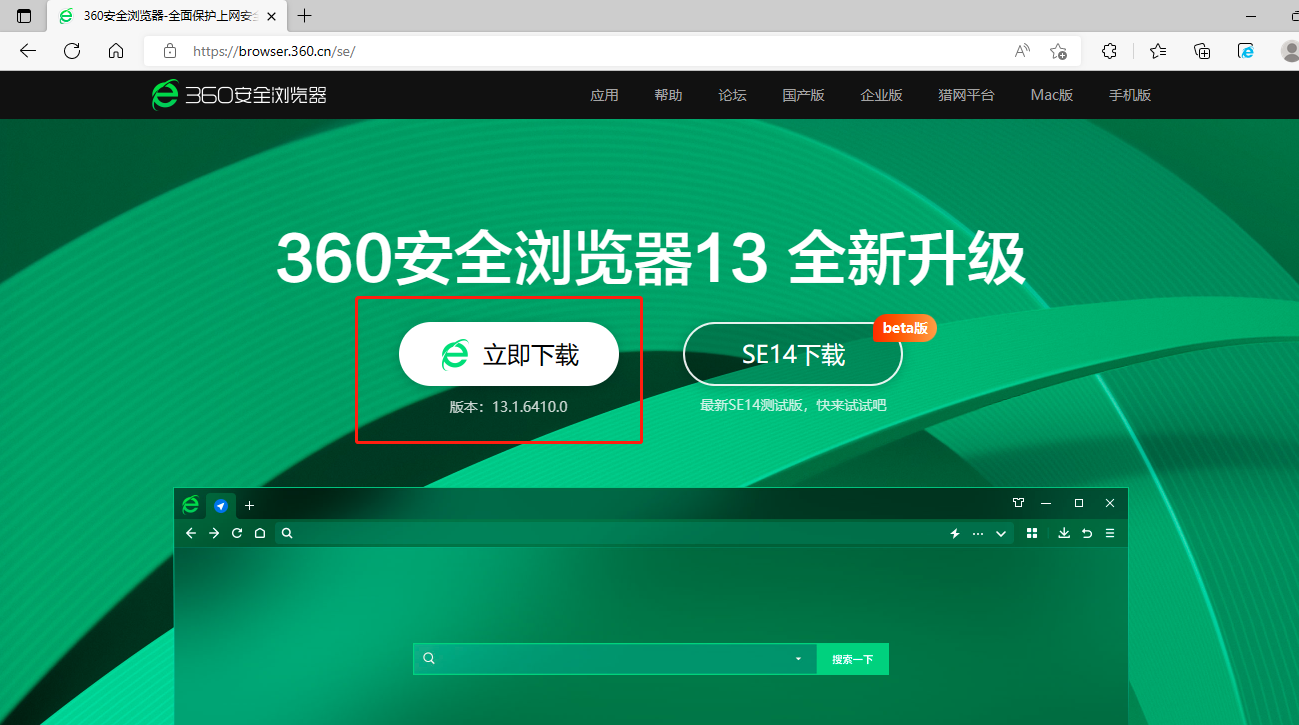 360安全浏览器-全面保护上网安全
https://browser.360.cn/se/
360安全浏览器
应用
帮助
论坛
国产版
企业版
猎网平台
Mac版
手机版
360安全浏览器13 全新升级
立即下载
版本：13.1.6410.0
beta版
SE14下载
最新SE14测试版，快来试试吧
搜索一下